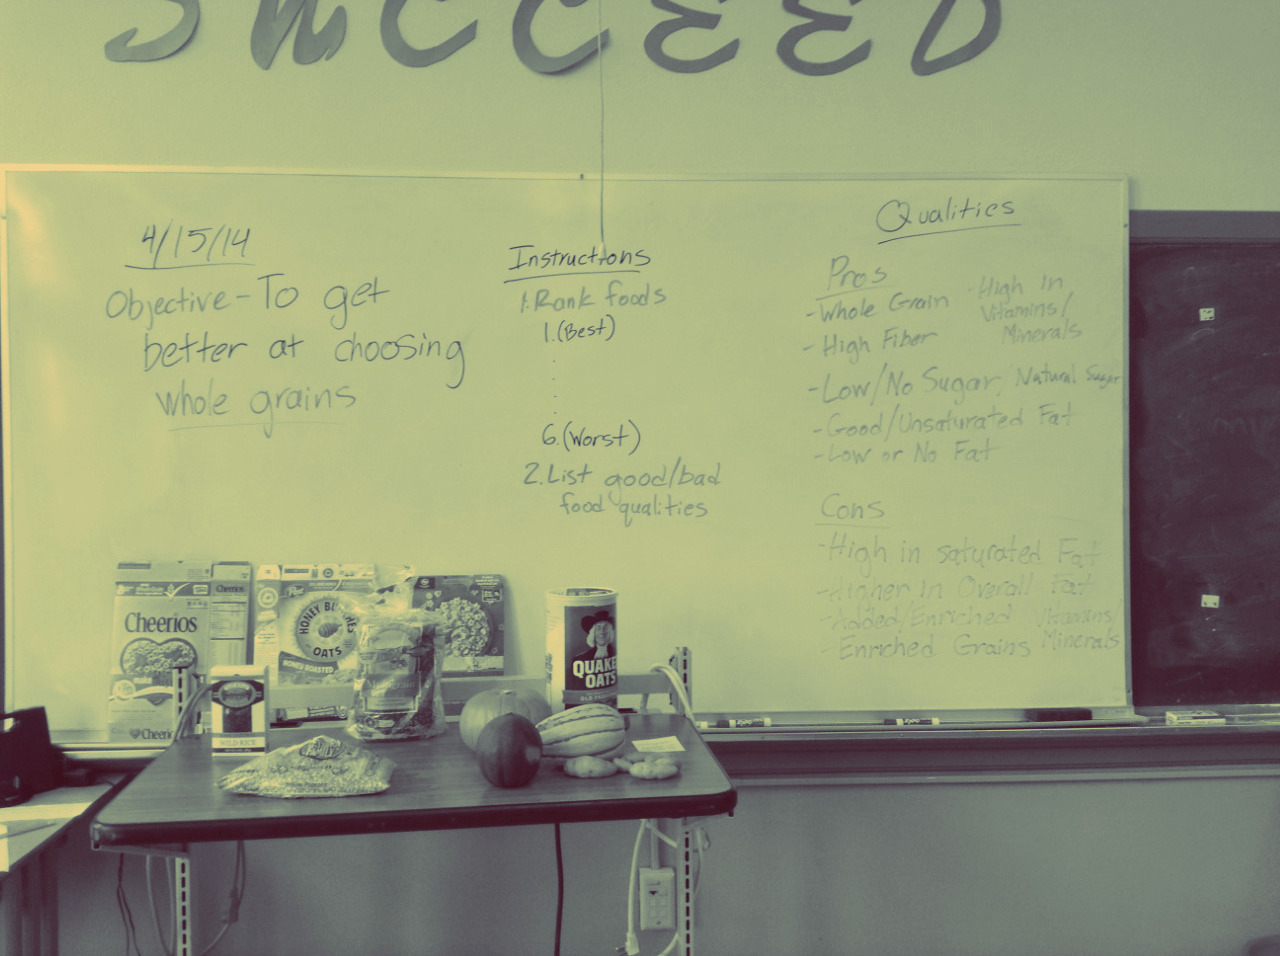 SUCCEED
4/15/14
Objective - To get
better at choosing
whole grains
Instructions
1. Rank foods
1. (Best)
6. (Worst)
2. List good/bad
food qualities
Qualities
Pros
- Whole Grain
- High Fiber
- Low/No Sugar, Natural Sugar
- Good/Unsaturated Fat
- Low or No Fat
- High in
Vitamins/
Minerals
Cons
- High in saturated Fat
- Higher in Overall Fat
- Added/Enriched Vitamins/
Minerals
- Enriched Grains
Cheerios
Cheerios
Post
HONEY BUNCHES
OATS
HONEY ROASTED
QUAKER
OATS
WILD RICE